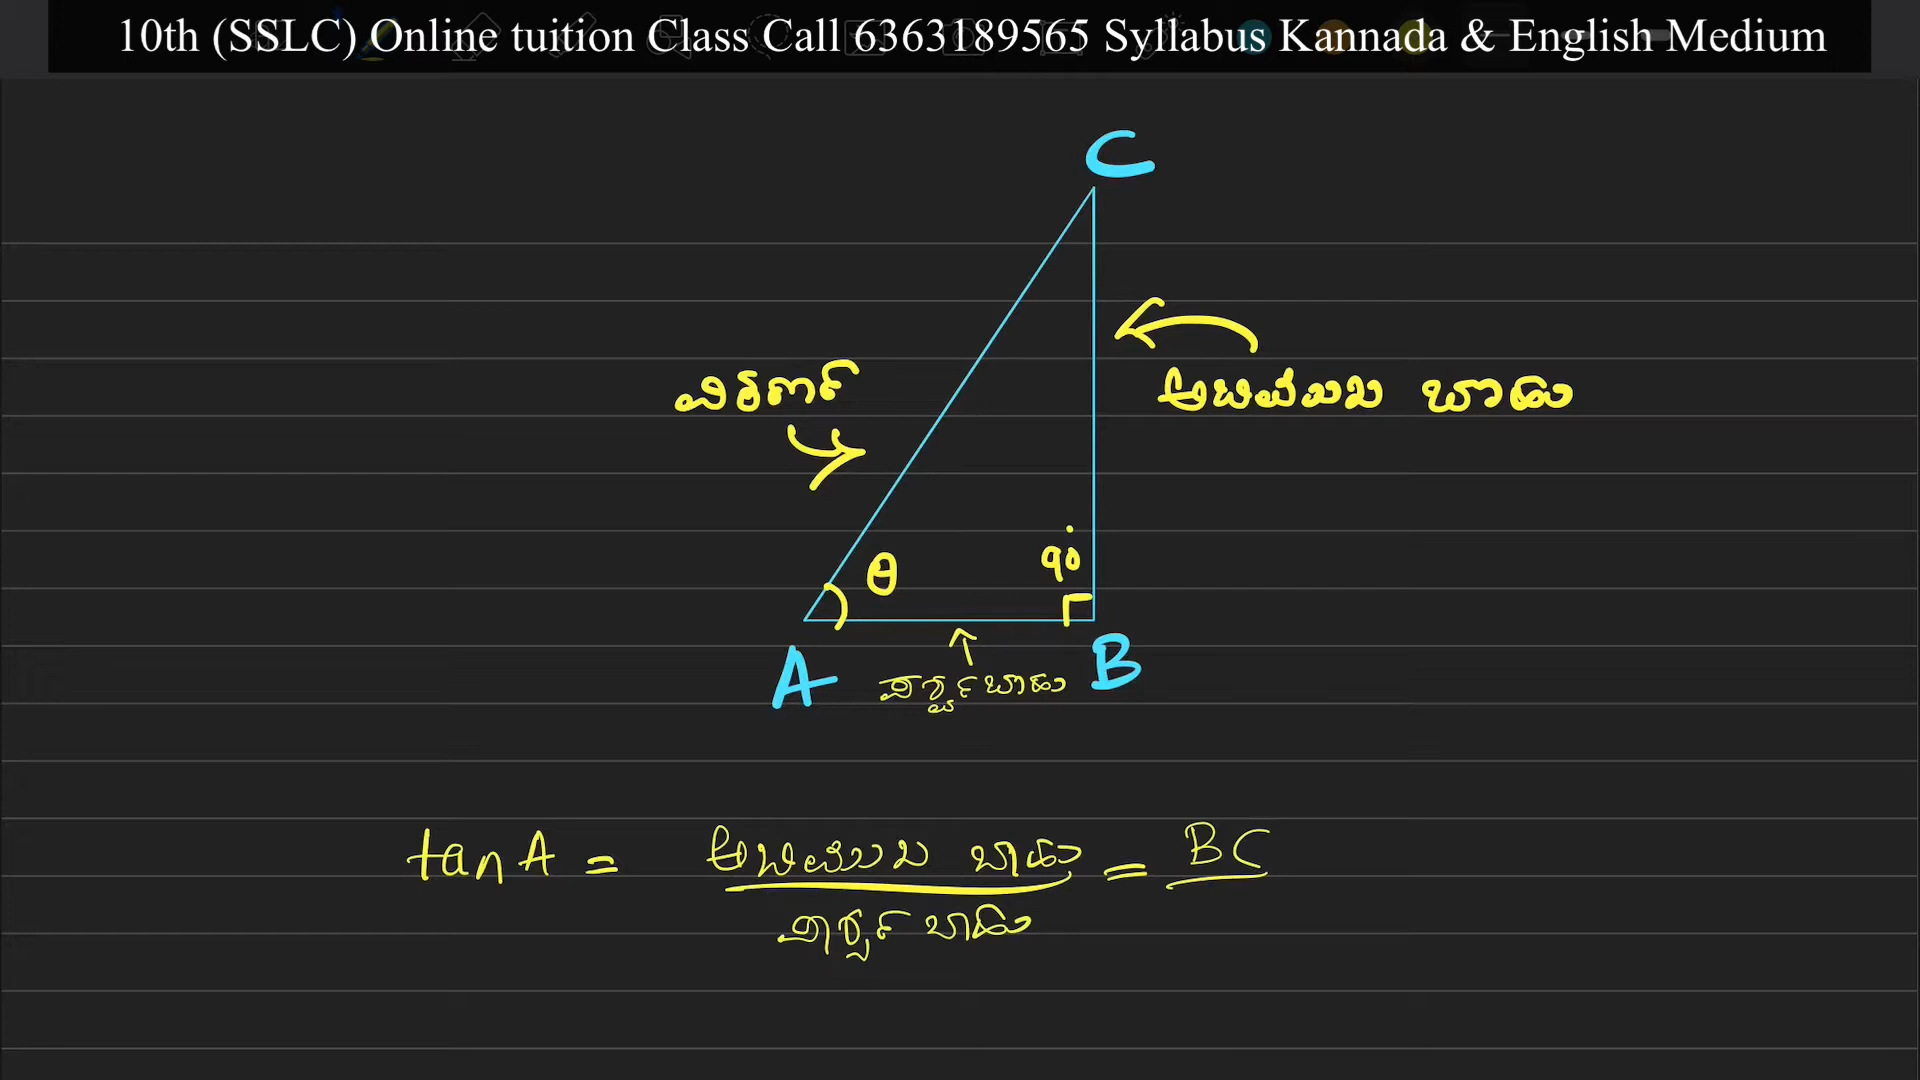 10th (SSLC) Online tuition Class Call 6363189565 Syllabus Kannada & English Medium
C
ವಿಕರ್ಣ
ಅಭಿಮುಖ ಬಾಹು
θ
90°
A
B
ಪಾರ್ಶ್ವ ಬಾಹು
tan A = ಅಭಿಮುಖ ಬಾಹು = BC
ಪಾರ್ಶ್ವ ಬಾಹು